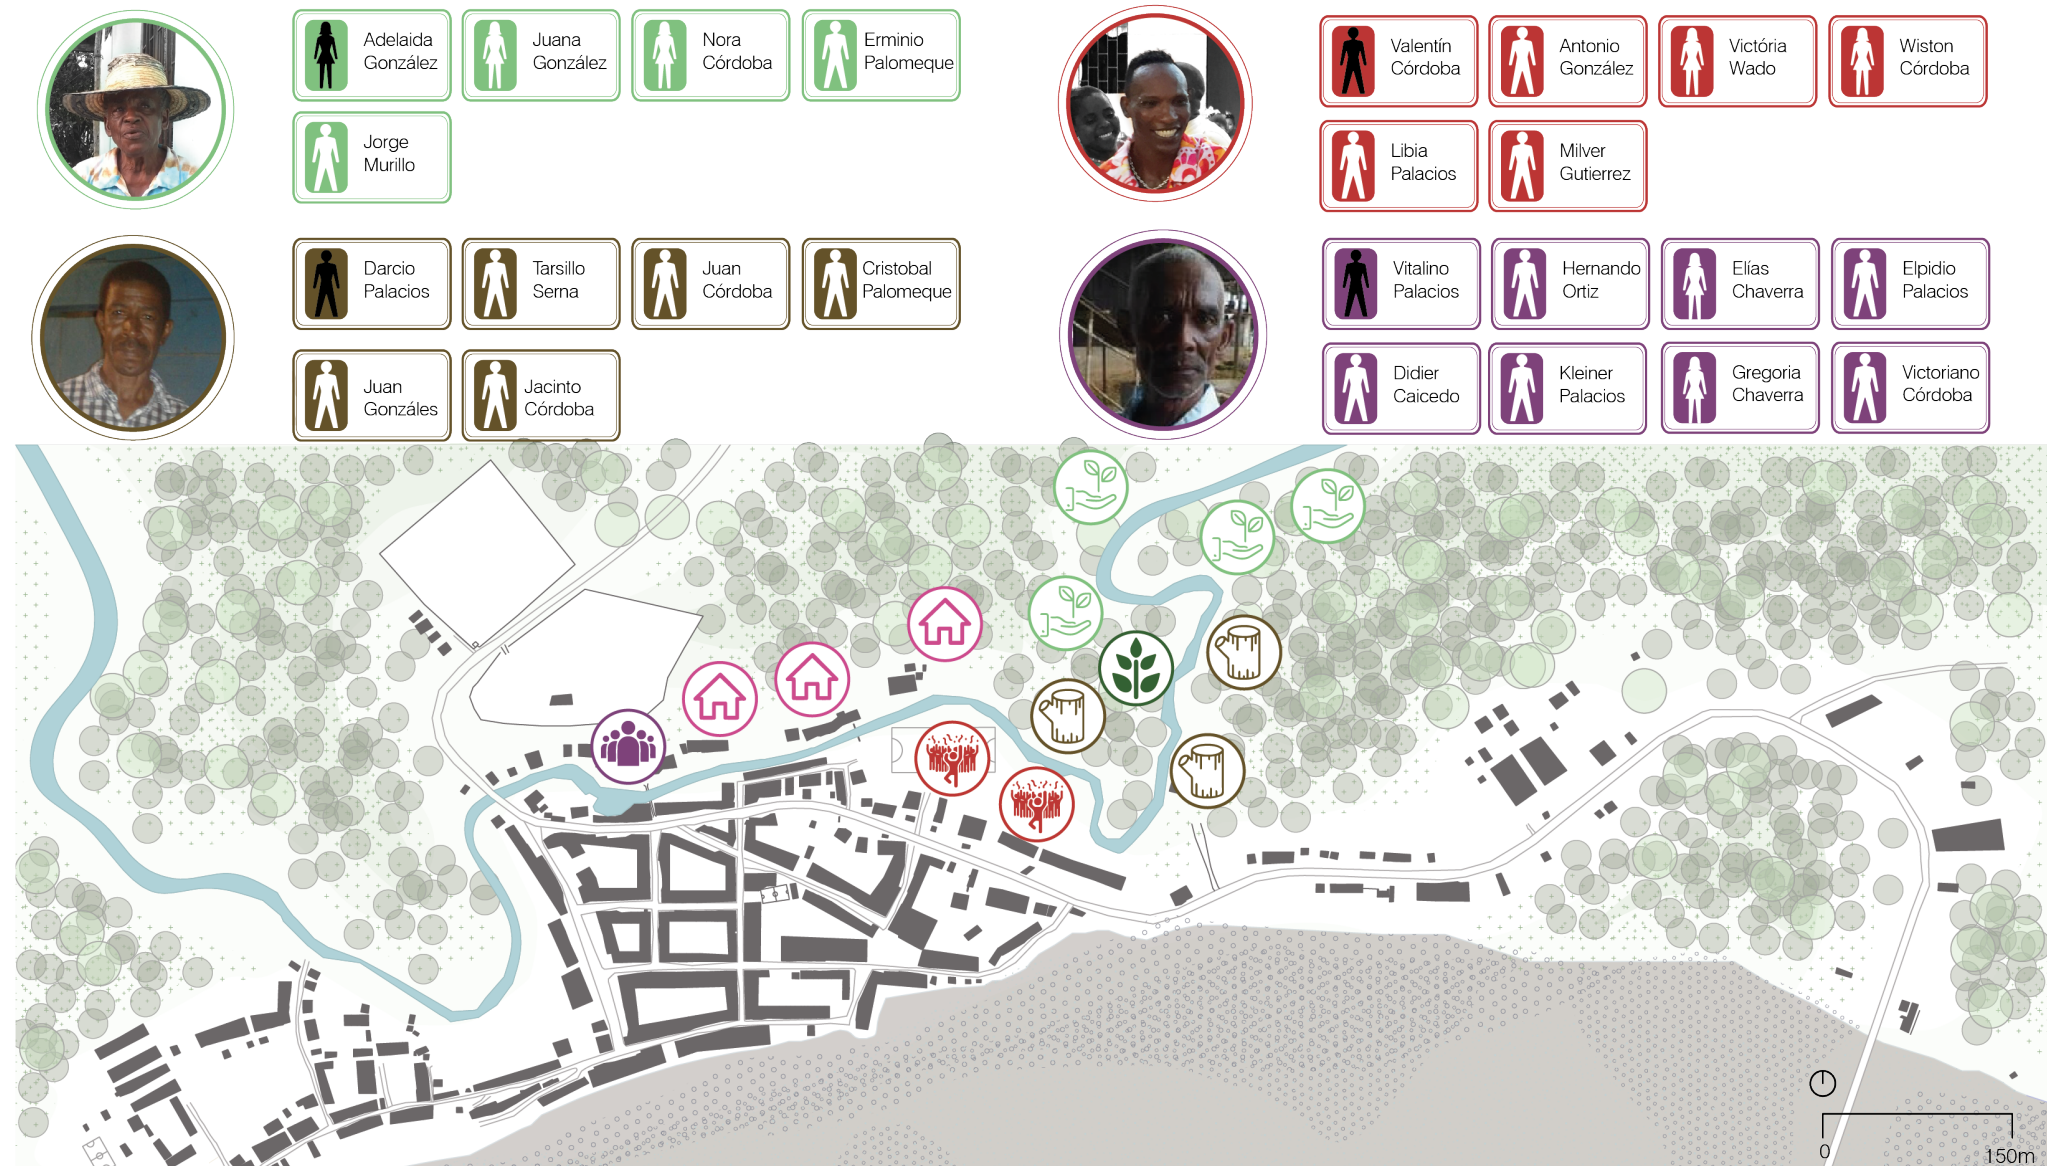 Adelaida
González
Juana
González
Nora
Córdoba
Erminio
Palomeque
Jorge
Murillo
Valentín
Córdoba
Antonio
González
Victória
Wado
Wiston
Córdoba
Libia
Palacios
Milver
Gutierrez
Darcio
Palacios
Tarsillo
Serna
Juan
Córdoba
Cristobal
Palomeque
Juan
Gonzáles
Jacinto
Córdoba
Vitalino
Palacios
Hernando
Ortiz
Elías
Chaverra
Elpidio
Palacios
Didier
Caicedo
Kleiner
Palacios
Gregoria
Chaverra
Victoriano
Córdoba
0
150m